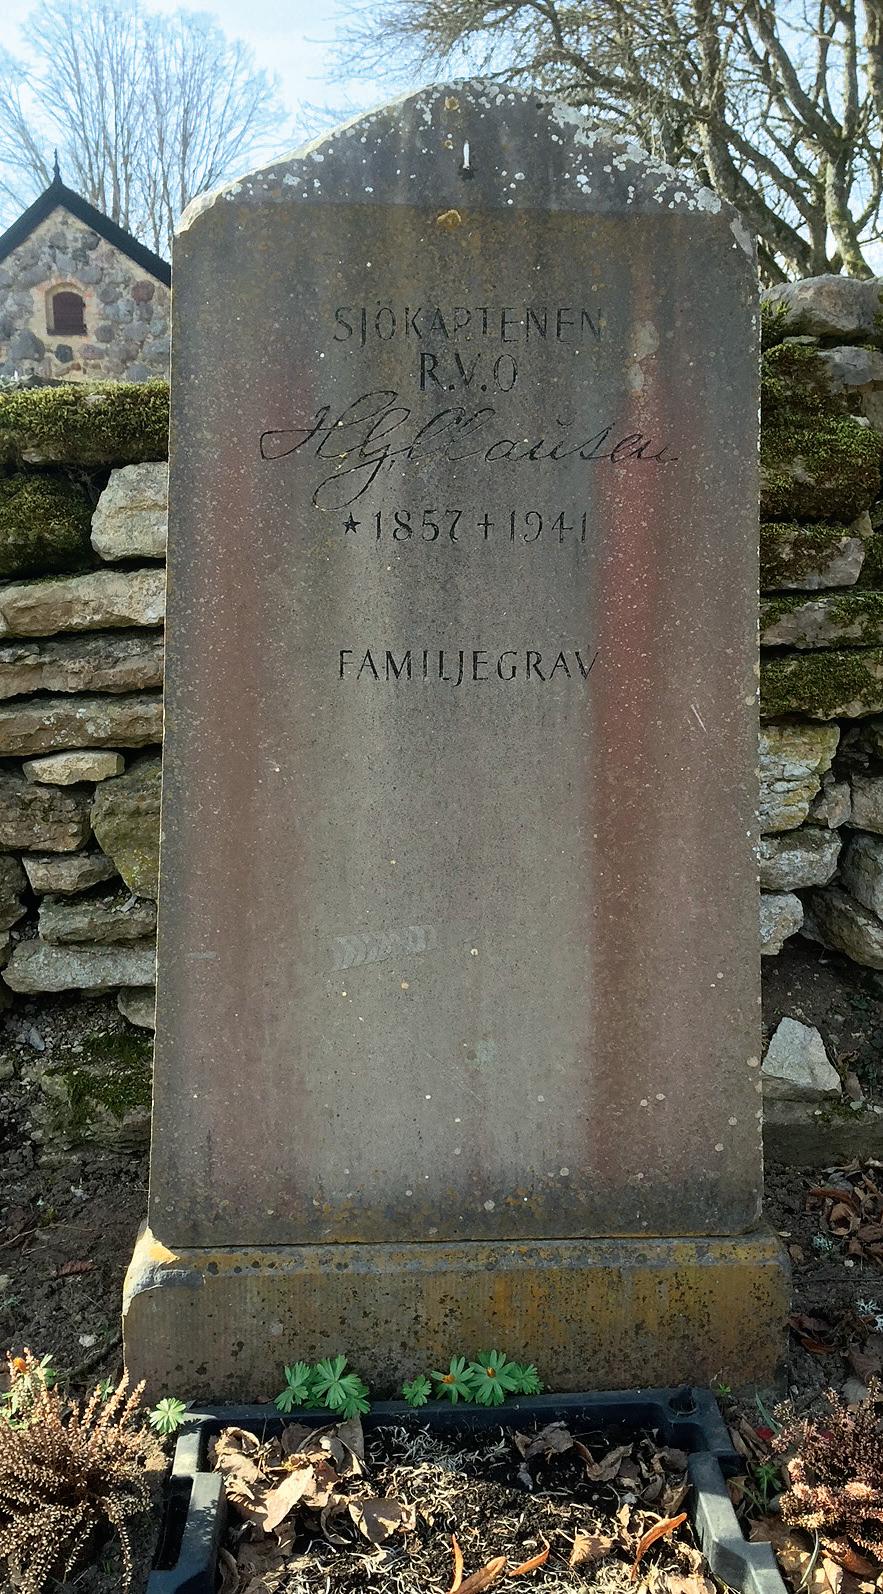 SJÖKAPTENEN
R.V.O
H.G. Clausen
★1857+1941
FAMILJEGRAV